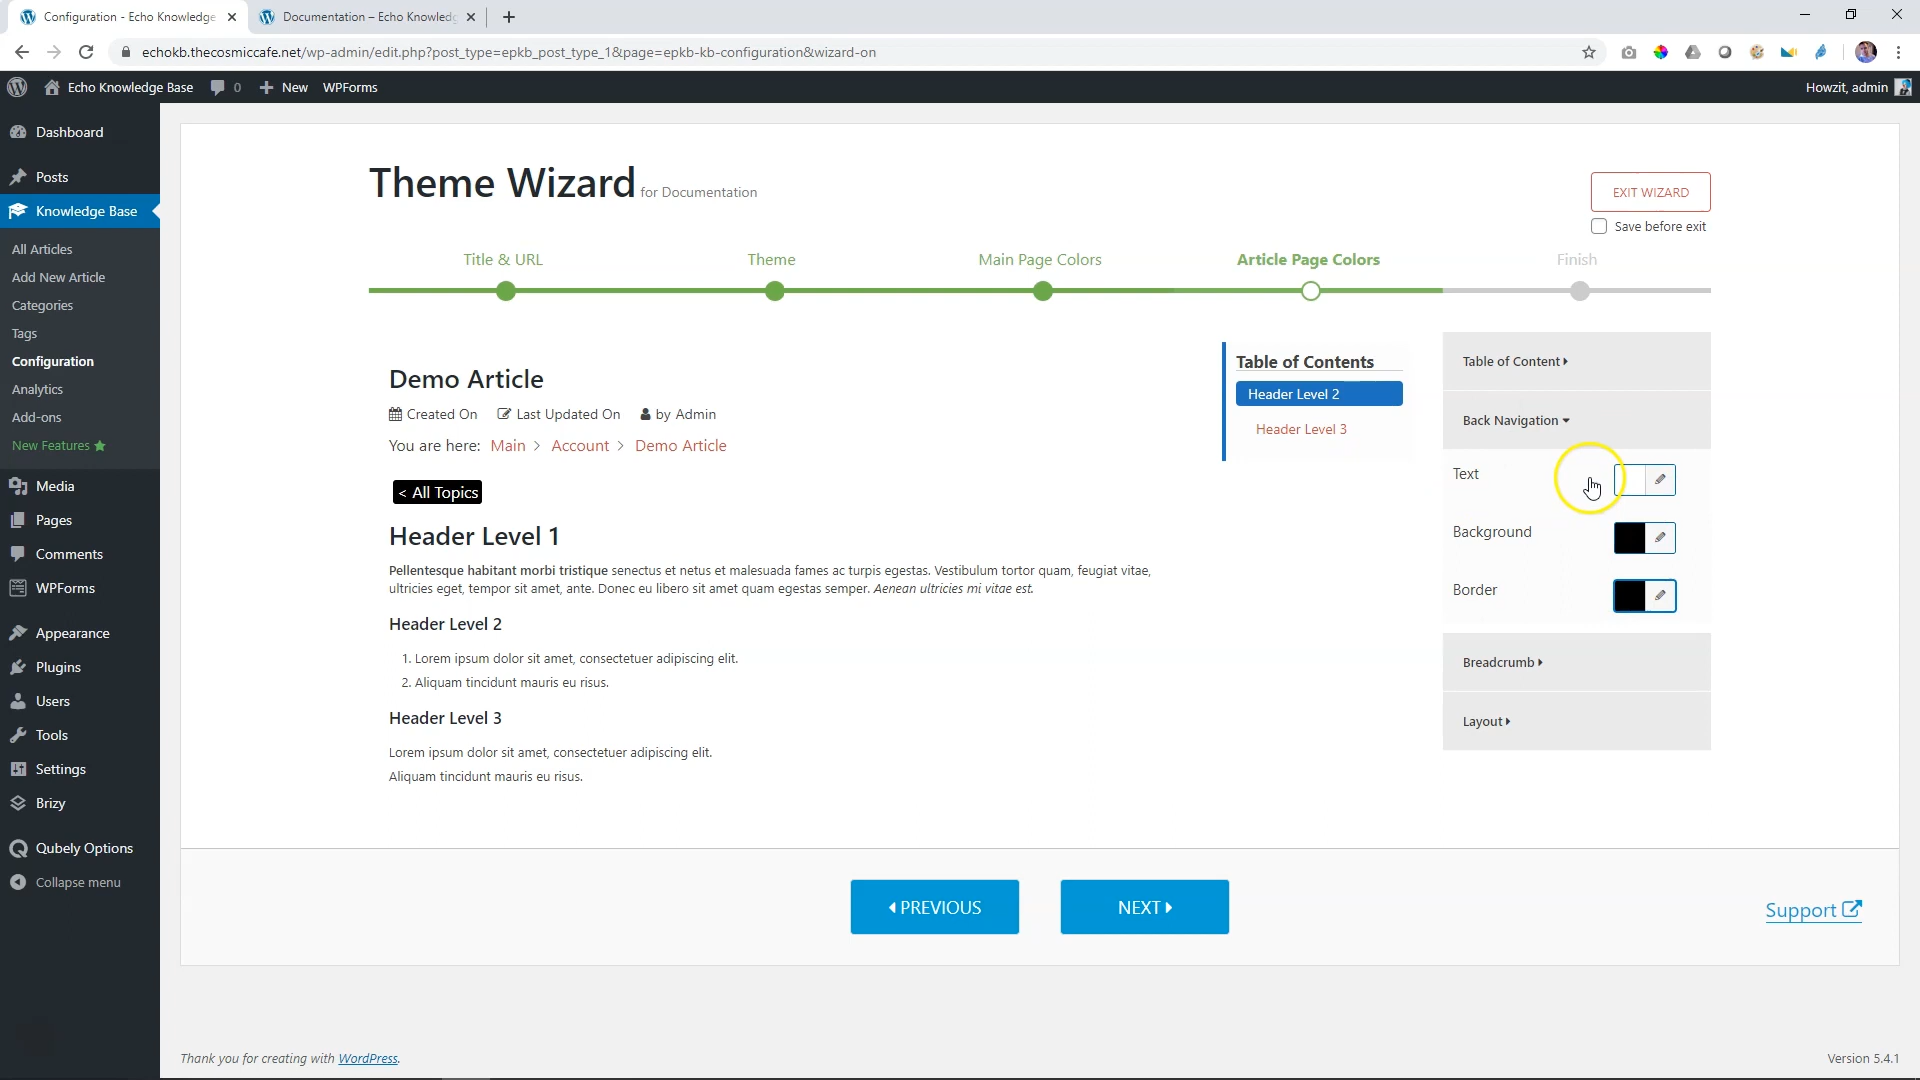 Configuration - Echo Knowledge
Documentation – Echo Knowledg
echokb.thecosmiccafe.net/wp-admin/edit.php?post_type=epkb_post_type_1&page=epkb-kb-configuration&wizard-on
Echo Knowledge Base
0
New
WPForms
Howzit, admin
Dashboard
Posts
Knowledge Base
All Articles
Add New Article
Categories
Tags
Configuration
Analytics
Add-ons
New Features
Media
Pages
Comments
WPForms
Appearance
Plugins
Users
Tools
Settings
Brizy
Qubely Options
Collapse menu
Theme Wizard for Documentation
EXIT WIZARD
Save before exit
Title & URL
Theme
Main Page Colors
Article Page Colors
Finish
Demo Article
Created On Last Updated On by Admin
You are here: Main > Account > Demo Article
< All Topics
Header Level 1
Pellentesque habitant morbi tristique senectus et netus et malesuada fames ac turpis egestas. Vestibulum tortor quam, feugiat vitae,
ultricies eget, tempor sit amet, ante. Donec eu libero sit amet quam egestas semper. Aenean ultricies mi vitae est.
Header Level 2
1. Lorem ipsum dolor sit amet, consectetuer adipiscing elit.
2. Aliquam tincidunt mauris eu risus.
Header Level 3
Lorem ipsum dolor sit amet, consectetuer adipiscing elit.
Aliquam tincidunt mauris eu risus.
Table of Contents
Header Level 2
Header Level 3
Table of Content
Back Navigation
Text
Background
Border
Breadcrumb
Layout
PREVIOUS
NEXT
Support
Thank you for creating with WordPress.
Version 5.4.1